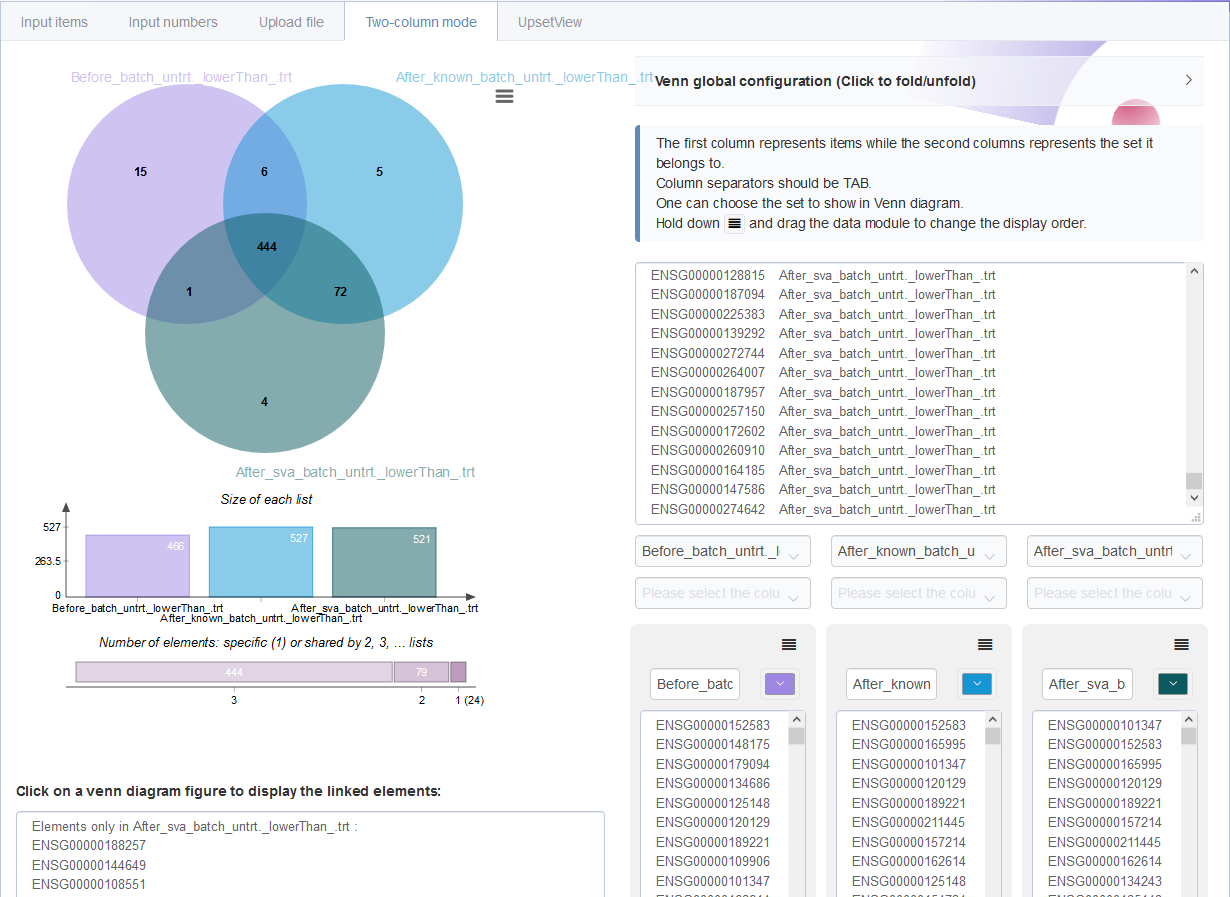 Input items
Input numbers
Upload file
Two-column mode
UpsetView
Before_batch_untrt._lowerThan_.trt
After_known_batch_untrt._lowerThan_.trt
15
6
5
444
1
72
4
After_sva_batch_untrt._lowerThan_.trt
Size of each list
527
263.5
0
466
527
521
Before_batch_untrt._lowerThan_.trt
After_known_batch_untrt._lowerThan_.trt
After_sva_batch_untrt._lowerThan_.trt
Number of elements: specific (1) or shared by 2, 3, ... lists
444
79
3
2
1 (24)
Click on a venn diagram figure to display the linked elements:
Elements only in After_sva_batch_untrt._lowerThan_.trt :
ENSG00000188257
ENSG00000144649
ENSG00000108551
Venn global configuration (Click to fold/unfold)
The first column represents items while the second columns represents the set it
belongs to.
Column separators should be TAB.
One can choose the set to show in Venn diagram.
Hold down and drag the data module to change the display order.
ENSG00000128815 After_sva_batch_untrt._lowerThan_.trt
ENSG00000187094 After_sva_batch_untrt._lowerThan_.trt
ENSG00000225383 After_sva_batch_untrt._lowerThan_.trt
ENSG00000139292 After_sva_batch_untrt._lowerThan_.trt
ENSG00000272744 After_sva_batch_untrt._lowerThan_.trt
ENSG00000264007 After_sva_batch_untrt._lowerThan_.trt
ENSG00000187957 After_sva_batch_untrt._lowerThan_.trt
ENSG00000257150 After_sva_batch_untrt._lowerThan_.trt
ENSG00000172602 After_sva_batch_untrt._lowerThan_.trt
ENSG00000260910 After_sva_batch_untrt._lowerThan_.trt
ENSG00000164185 After_sva_batch_untrt._lowerThan_.trt
ENSG00000147586 After_sva_batch_untrt._lowerThan_.trt
ENSG00000274642 After_sva_batch_untrt._lowerThan_.trt
Before_batch_untrt._l
After_known_batch_u
After_sva_batch_untrt
Please select the colu
Please select the colu
Please select the colu
Before_batc
ENSG00000152583
ENSG00000148175
ENSG00000179094
ENSG00000134686
ENSG00000125148
ENSG00000120129
ENSG00000189221
ENSG00000109906
ENSG00000101347
After_known
ENSG00000152583
ENSG00000165995
ENSG00000101347
ENSG00000120129
ENSG00000189221
ENSG00000211445
ENSG00000157214
ENSG00000162614
ENSG00000125148
After_sva_b
ENSG00000101347
ENSG00000152583
ENSG00000165995
ENSG00000120129
ENSG00000189221
ENSG00000157214
ENSG00000211445
ENSG00000162614
ENSG00000134243